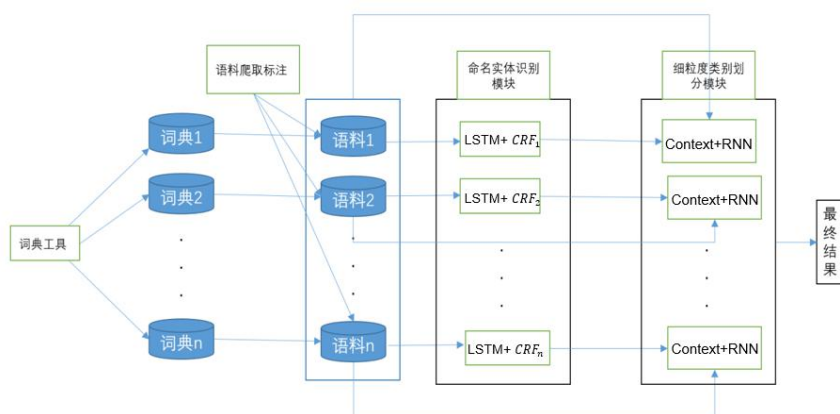 语料爬取标注
命名实体识别
模块
细粒度类别划
分模块
词典1
语料1
LSTM+ CRF₁
Context+RNN
词典2
语料2
LSTM+ CRF₂
Context+RNN
词典工具
最终结果
词典n
语料n
LSTM+ CRFₙ
Context+RNN